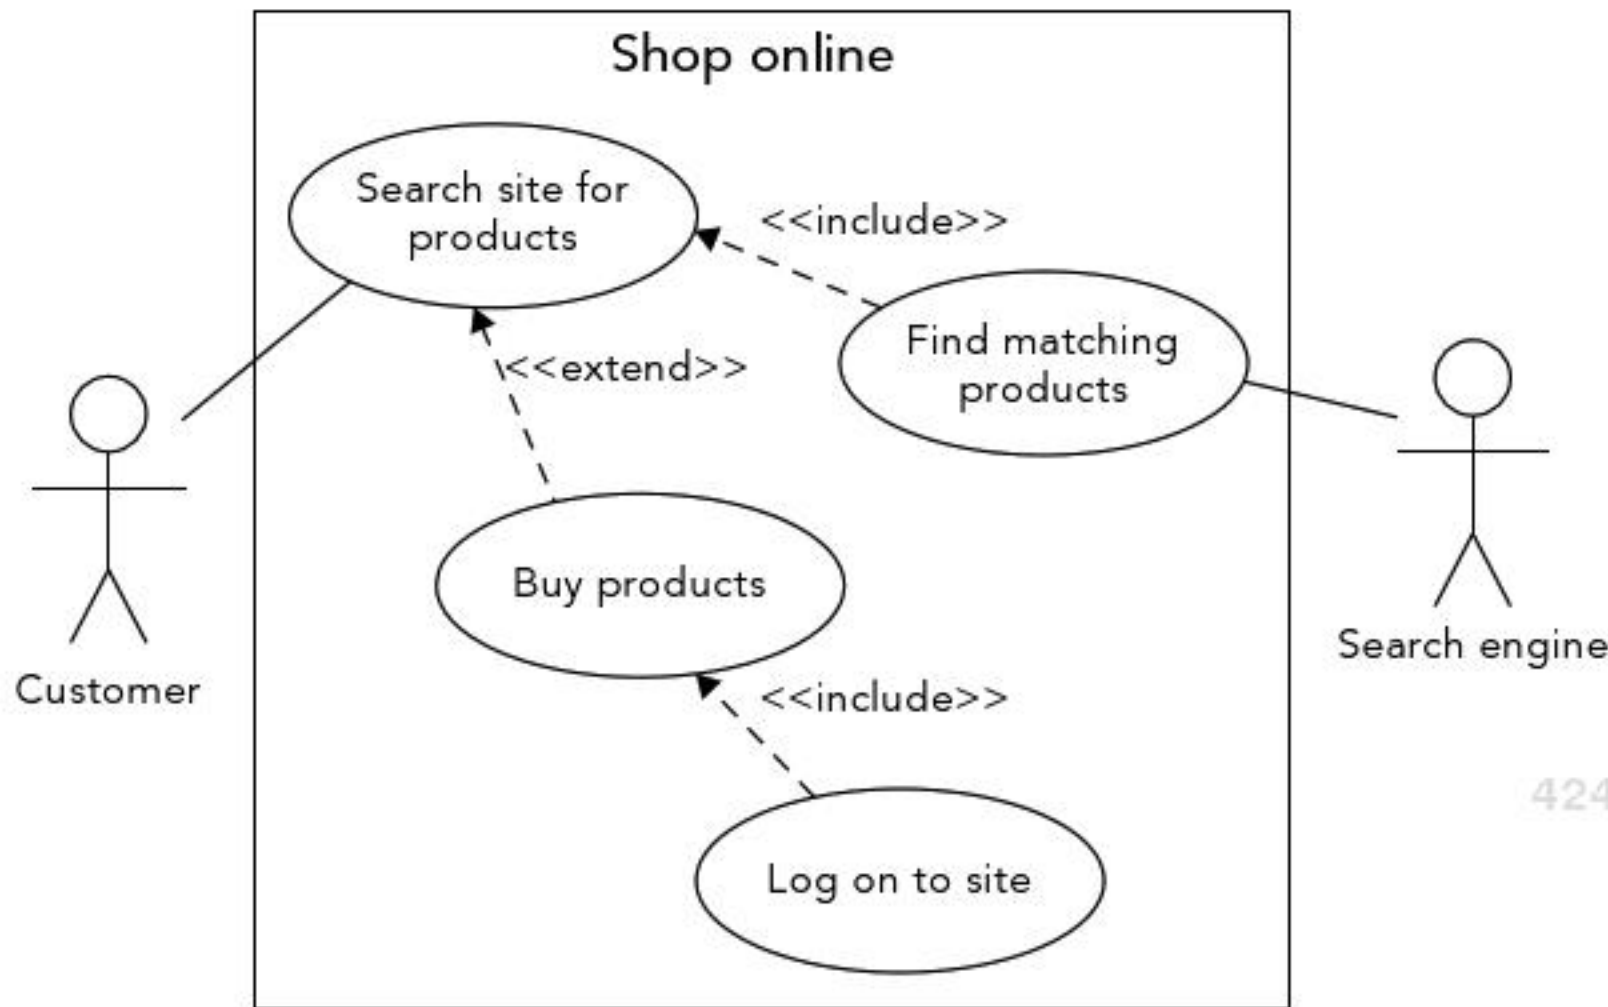 Shop online
Search site for
products
<<include>>
Find matching
products
<<extend>>
Buy products
Search engine
Customer
<<include>>
424
Log on to site